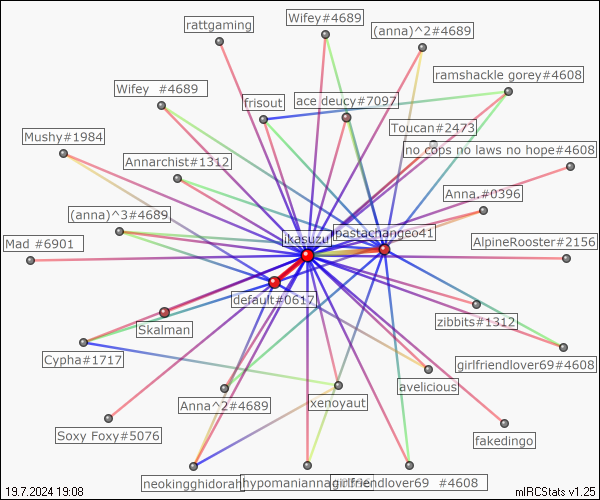 rattgaming
Wifey#4689
(anna)^2#4689
ramshackle gorey#4608
Wifey  #4689
frisout
ace deucy#7097
Toucan#2473
Mushy#1984
no cops no laws no hope#4608
Annarchist#1312
Anna.#0396
(anna)^3#4689
ikasuzu
pastachangeo41
Mad #6901
AlpineRooster#2156
default#0617
Skalman
zibbits#1312
Cypha#1717
girlfriendlover69#4608
avelicious
Anna^2#4689
xenoyaut
Soxy Foxy#5076
fakedingo
neokingghidorah
girlfriendlover69  #4608
19.7.2024 19:08
mIRCStats v1.25